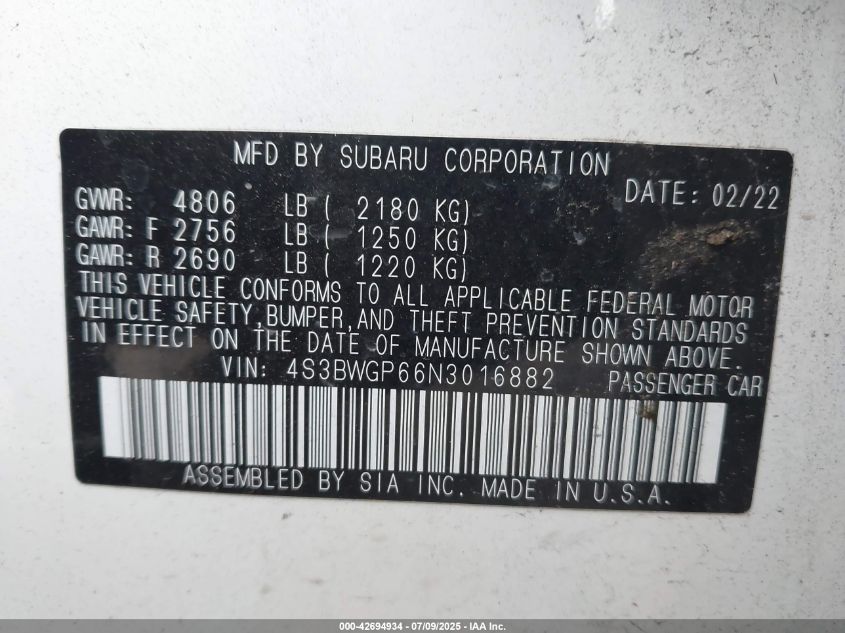 MFD BY SUBARU CORPORATION
DATE: 02/22
GVWR: 4806 LB ( 2180 KG)
GAWR: F 2756 LB ( 1250 KG)
GAWR: R 2690 LB ( 1220 KG)
THIS VEHICLE CONFORMS TO ALL APPLICABLE FEDERAL MOTOR
VEHICLE SAFETY,BUMPER,AND THEFT PREVENTION STANDARDS
IN EFFECT ON THE DATE OF MANUFACTURE SHOWN ABOVE.
VIN: 4S3BWGP66N3016882 PASSENGER CAR
ASSEMBLED BY SIA INC. MADE IN U.S.A.
000-42694934 / 07/09/2025 - IAA Inc.